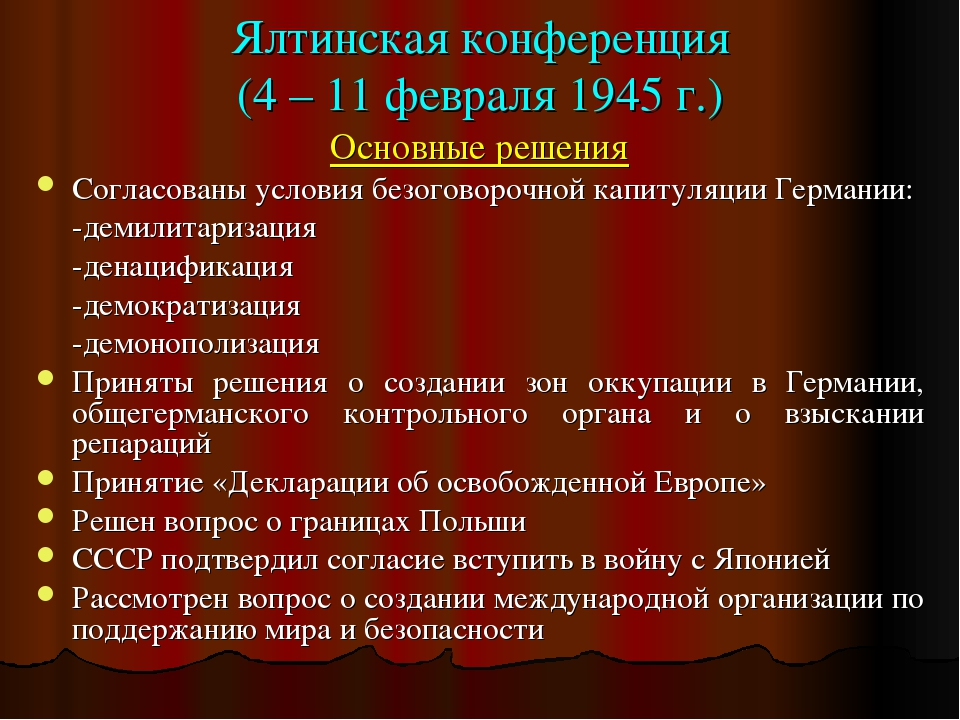 Ялтинская конференция
(4 – 11 февраля 1945 г.)
Основные решения
Согласованы условия безоговорочной капитуляции Германии:
-демилитаризация
-денацификация
-демократизация
-демонополизация
Приняты решения о создании зон оккупации в Германии,
общегерманского контрольного органа и о взыскании
репараций
Принятие «Декларации об освобожденной Европе»
Решен вопрос о границах Польши
СССР подтвердил согласие вступить в войну с Японией
Рассмотрен вопрос о создании международной организации по
поддержанию мира и безопасности